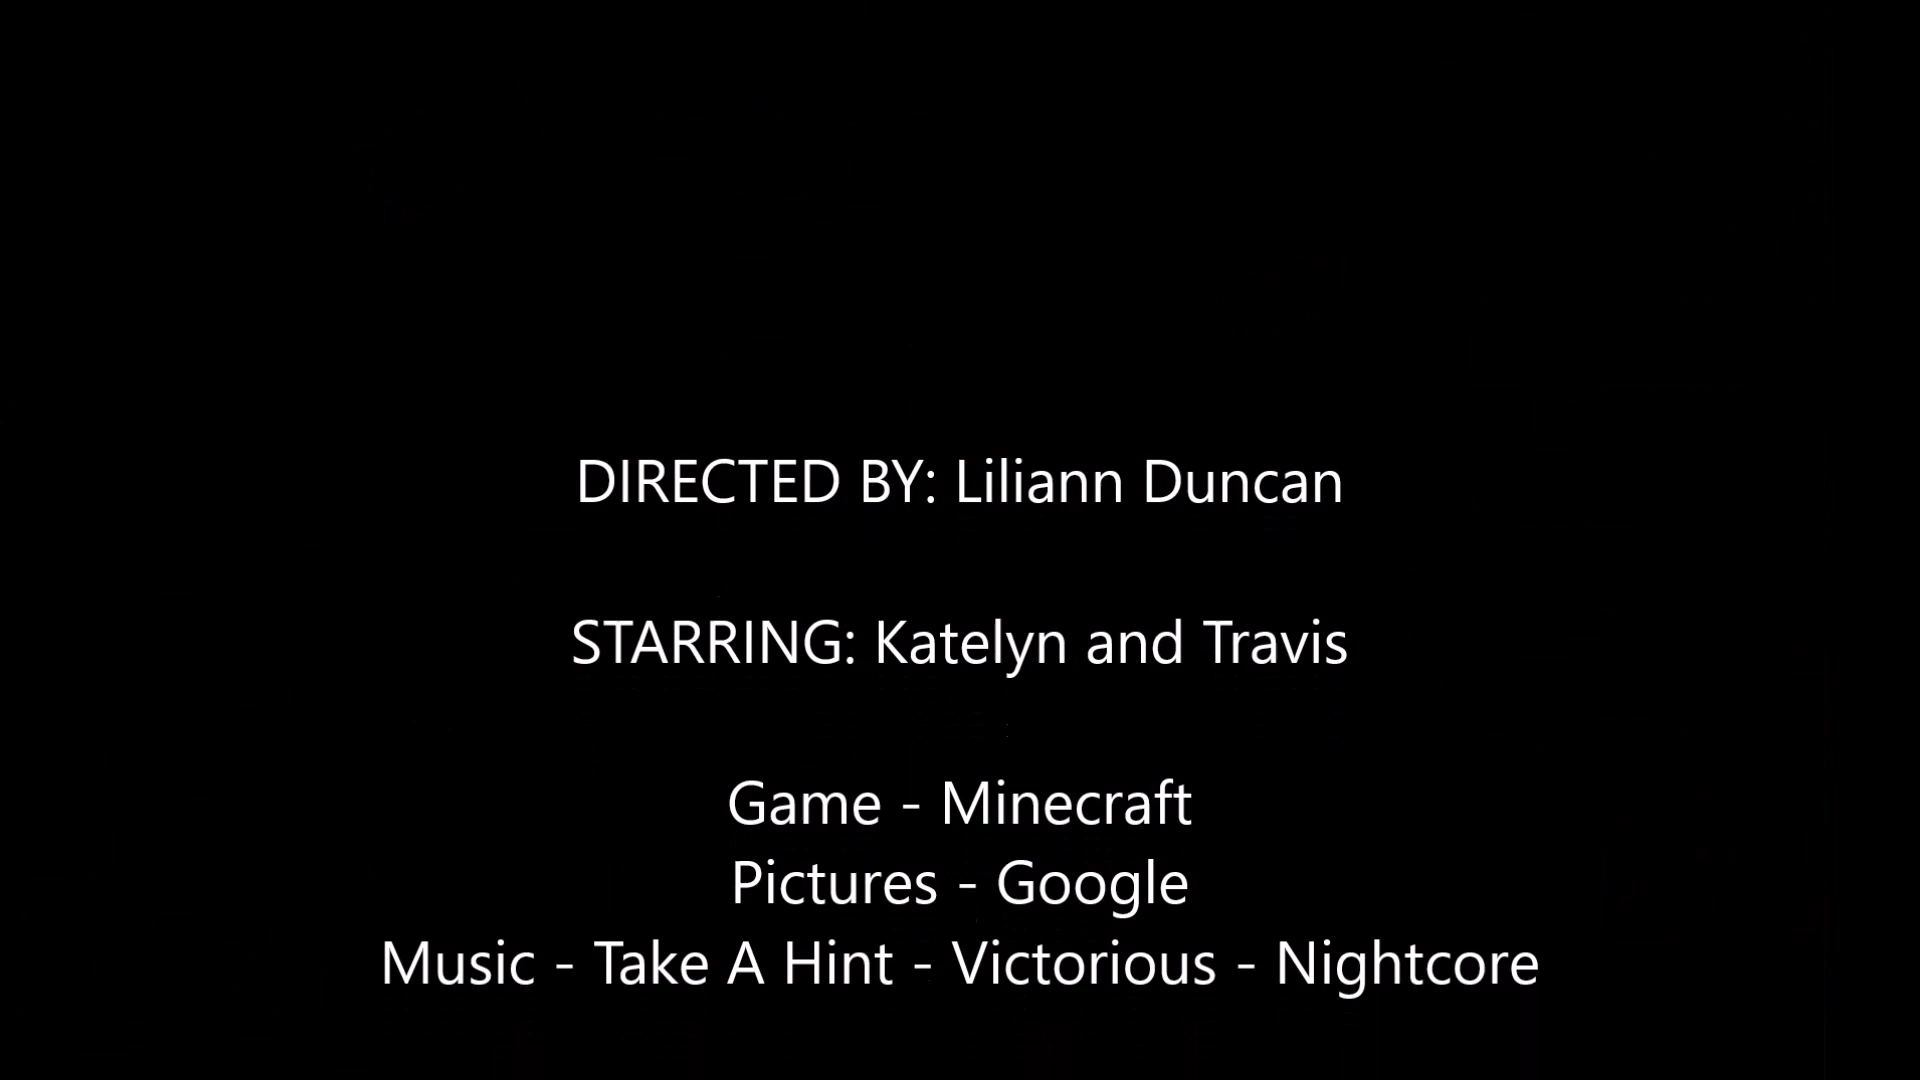 DIRECTED BY: Liliann Duncan
STARRING: Katelyn and Travis
Game - Minecraft
Pictures - Google
Music - Take A Hint - Victorious - Nightcore